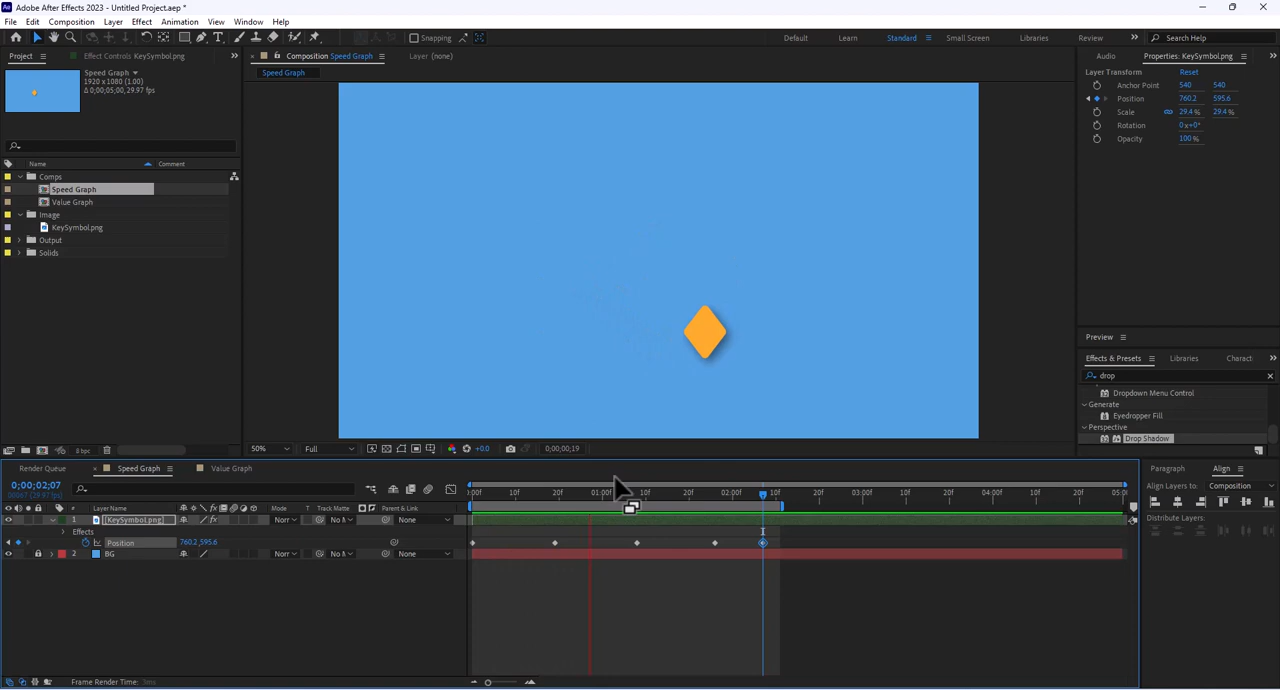 Adobe After Effects 2023 - Untitled Project.aep *
File Edit Composition Layer Effect Animation View Window Help
Snapping Default Learn Standard Small Screen Libraries Review Search Help
Project Effect Controls KeySymbol.png Composition Speed Graph Layer (none) Audio Properties: KeySymbol.png
Speed Graph
1920 x 1080 (1.00)
Δ 0;00;05;00, 29.97 fps
Speed Graph
Layer Transform Reset
Anchor Point 540 540
Position 760.2 595.6
Scale 29.4 % 29.4 %
Rotation 0x+0°
Opacity 100 %
Name Comment
Comps
Speed Graph
Value Graph
Image
KeySymbol.png
Output
Solids
Preview
Effects & Presets Libraries Charact
drop
Dropdown Menu Control
Generate
Eyedropper Fill
Perspective
Drop Shadow
8 bpc 50% Full +0.0 0;00;00;19
Render Queue Speed Graph Value Graph Paragraph Align
0;00;02;07
00067 (29.97 fps)
:00f 10f 20f 01:00f 10f 20f 02:00f 10f 20f 03:00f 10f 20f 04:00f 10f 20f 05:0
Align Layers to: Composition
Distribute Layers:
# Layer Name Mode Track Matte Parent & Link
1 [KeySymbol.png] Norr No M None
Effects
Position 760.2,595.6
2 BG Norr No M None
Frame Render Time: 3ms